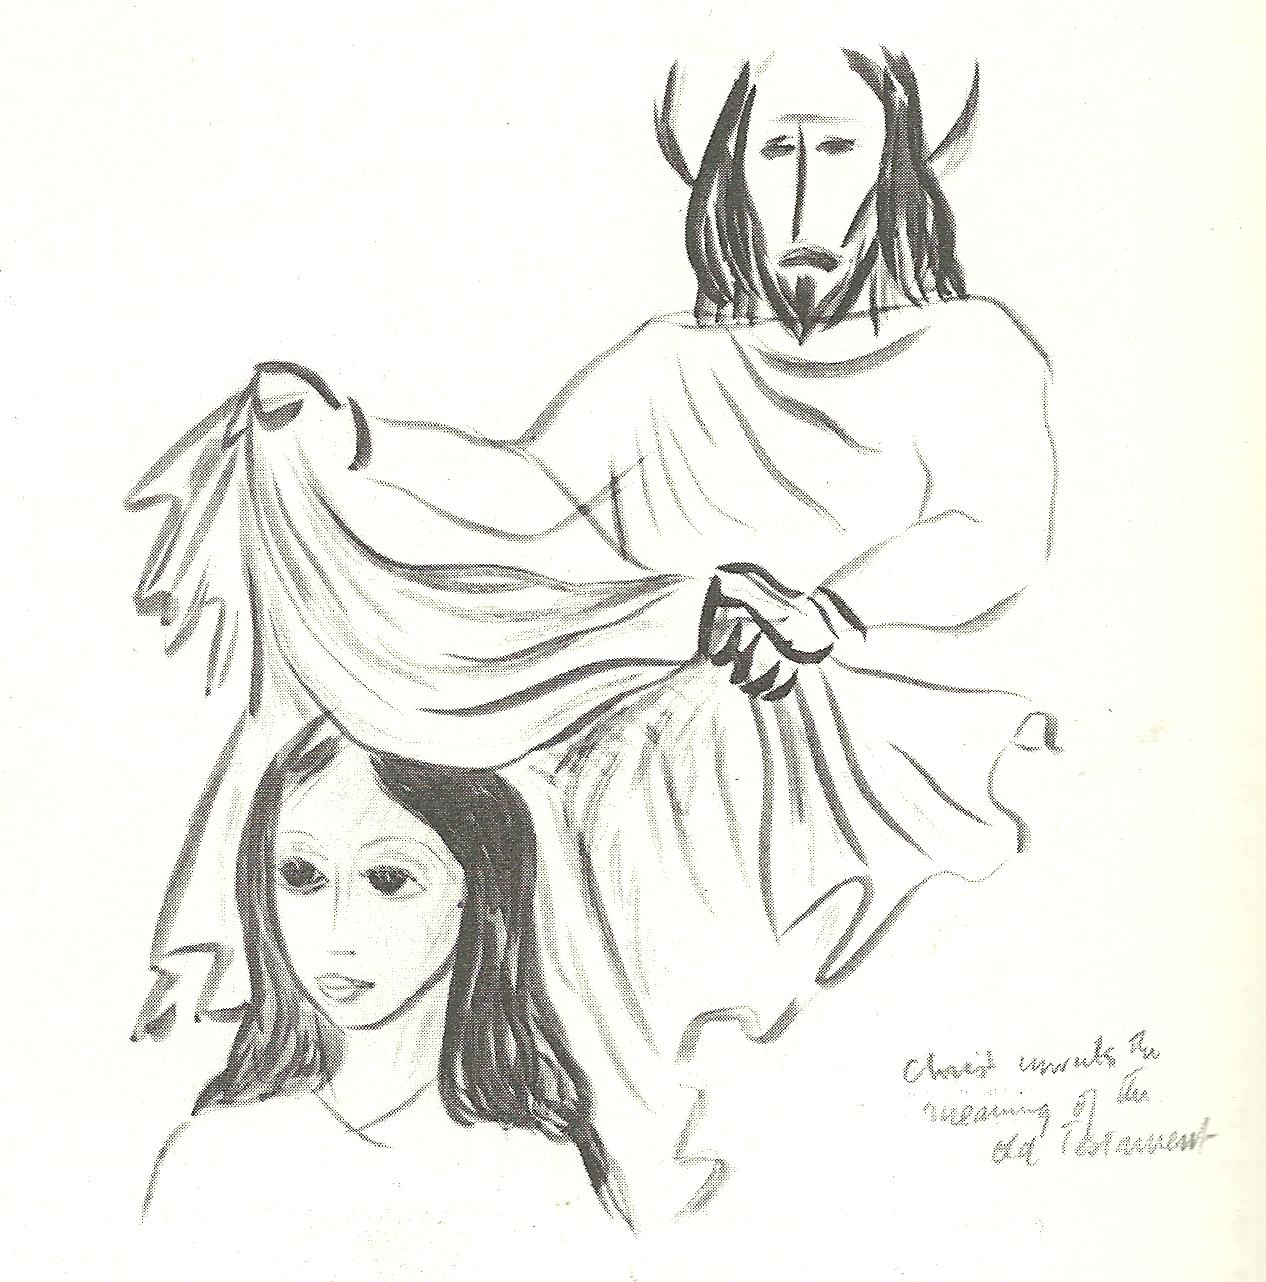 Christ unveils the
meaning of the
Old Testament